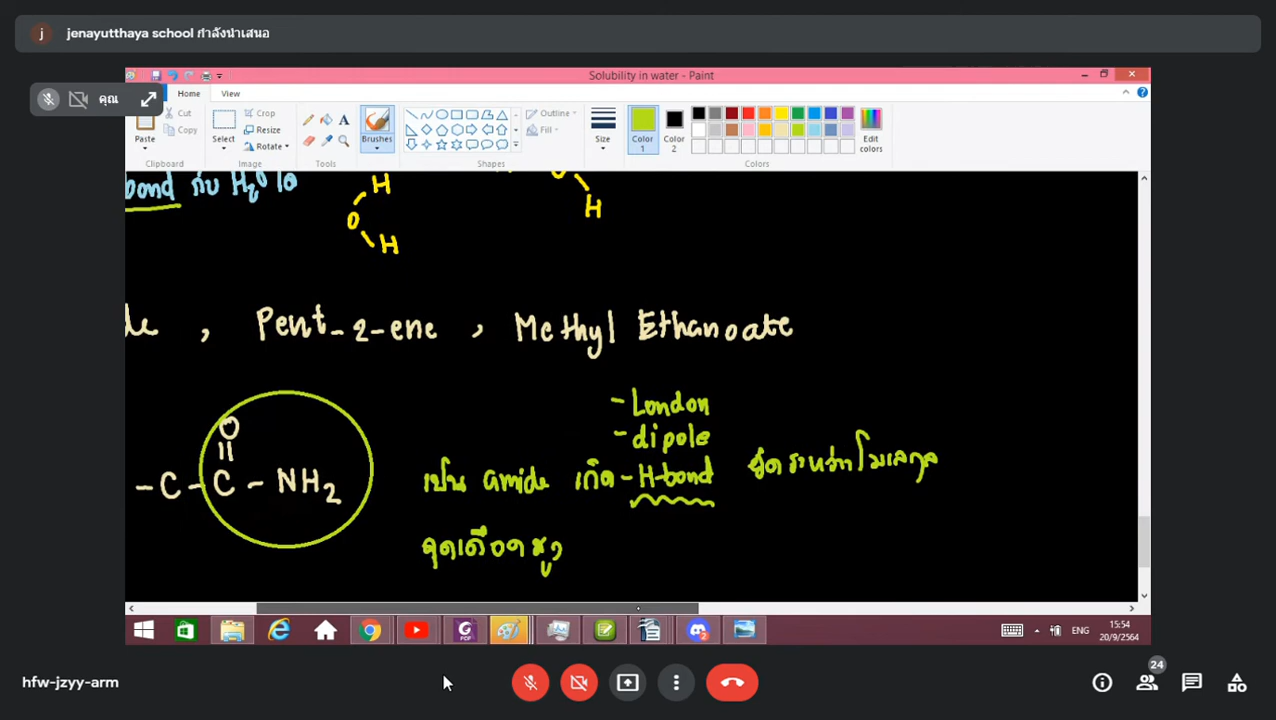 jenayutthaya school กำลังนำเสนอ
Solubility in water - Paint
คุณ
Home View
Cut
Copy
Paste
Clipboard
Select
Crop
Resize
Rotate
Image
Tools
Brushes
Shapes
Outline
Fill
Size
Color 1
Color 2
Edit colors
Colors
bond กับ H2O ได้
H
O
H
O
H
de , Pent-2-ene , Methyl Ethanoate
- London
- dipole
เป็น amide เกิด - H-bond ยึดระหว่างโมเลกุล
O
-C-C-NH2
จุดเดือดสูง
ENG
15:54
20/9/2564
hfw-jzyy-arm
24